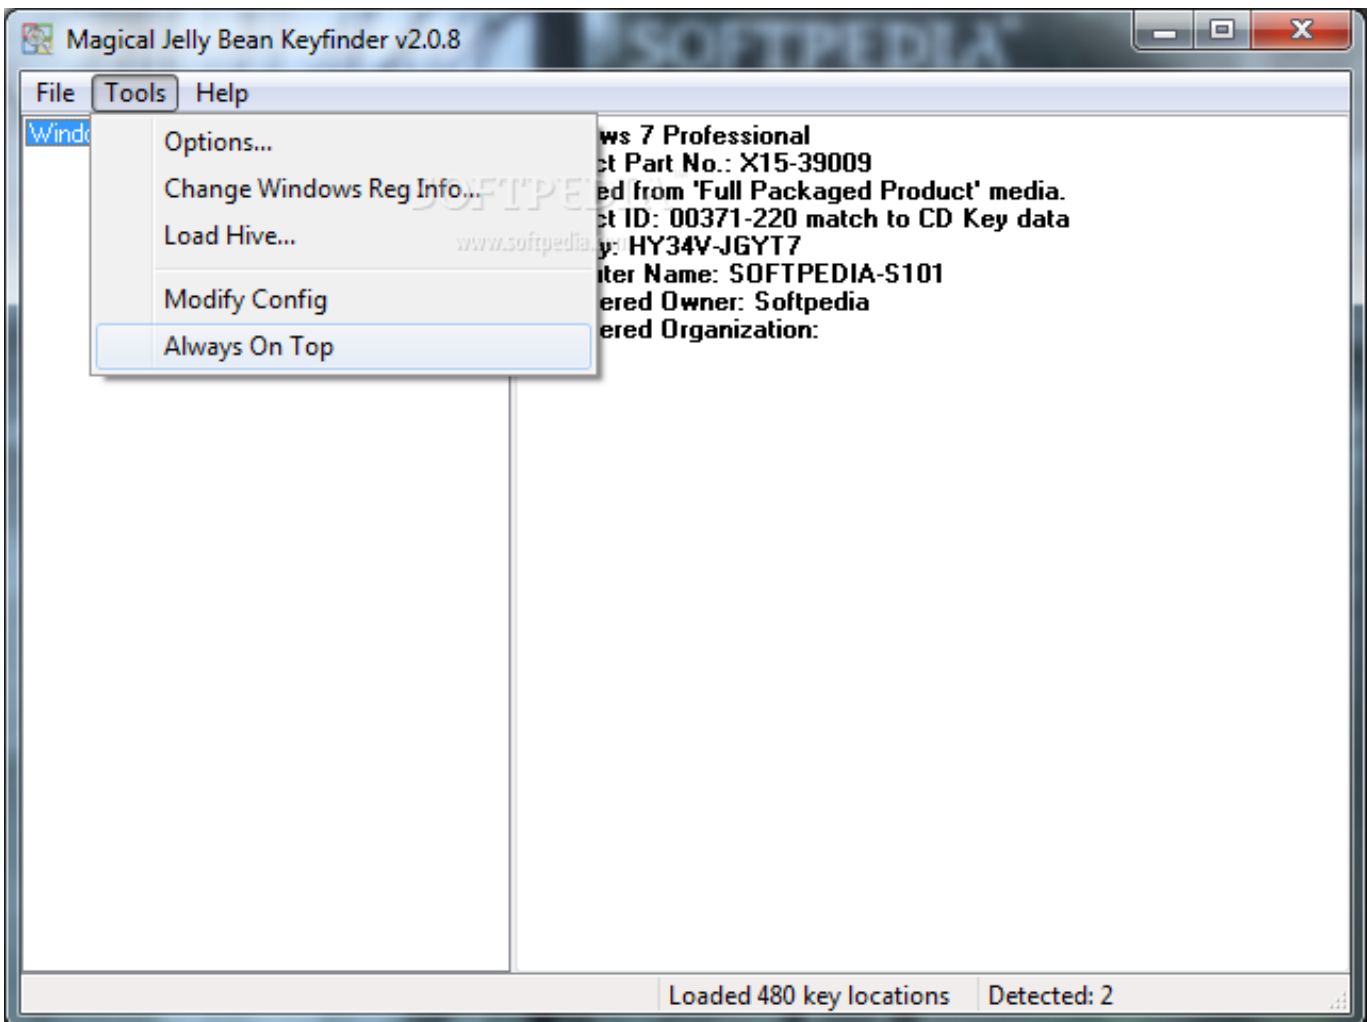 Magical Jelly Bean Keyfinder v2.0.8
SOFTPEDIA
File Tools Help
Options...
Change Windows Reg Info...
Load Hive...
Modify Config
Always On Top
ws 7 Professional
ct Part No.: X15-39009
ed from 'Full Packaged Product' media.
ct ID: 00371-220 match to CD Key data
y: HY34V-JGYT7
ter Name: SOFTPEDIA-S101
ered Owner: Softpedia
ered Organization:
SOFTPEDIA
www.softpedia.com
Loaded 480 key locations
Detected: 2